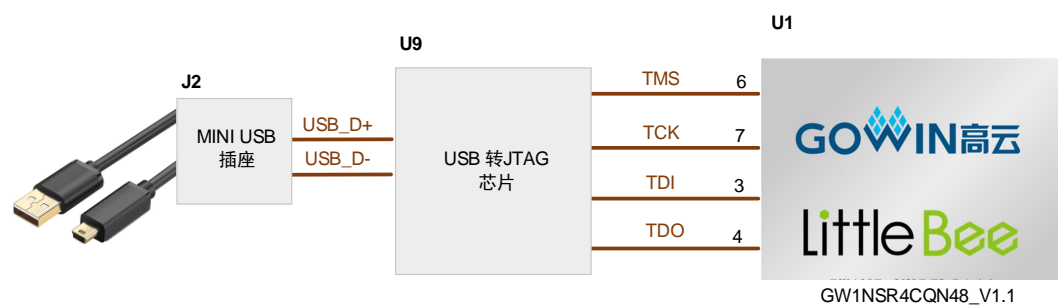 U1
U9
J2
MINI USB
插座
USB_D+
USB_D-
USB 转JTAG
芯片
TMS 6
TCK 7
TDI 3
TDO 4
GOWIN高云
LittleBee
GW1NSR4CQN48_V1.1